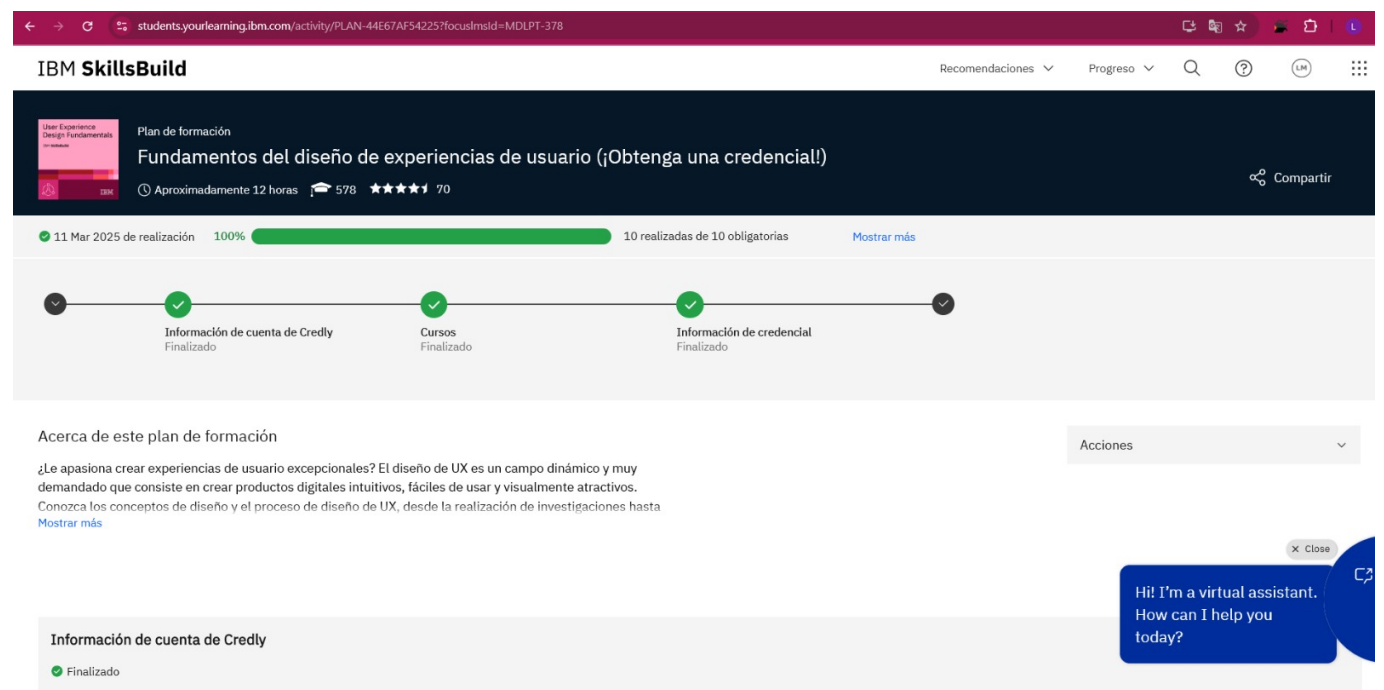 students.yourlearning.ibm.com/activity/PLAN-44E67AF54225?focuslmsId=MDLPT-378
L
IBM SkillsBuild
Recomendaciones
Progreso
LM
User Experience
Design Fundamentals
IBM
Plan de formación
Fundamentos del diseño de experiencias de usuario (¡Obtenga una credencial!)
Aproximadamente 12 horas 578 70
Compartir
11 Mar 2025 de realización 100% 10 realizadas de 10 obligatorias Mostrar más
Información de cuenta de Credly
Finalizado
Cursos
Finalizado
Información de credencial
Finalizado
Acerca de este plan de formación
Acciones
¿Le apasiona crear experiencias de usuario excepcionales? El diseño de UX es un campo dinámico y muy
demandado que consiste en crear productos digitales intuitivos, fáciles de usar y visualmente atractivos.
Conozca los conceptos de diseño y el proceso de diseño de UX, desde la realización de investigaciones hasta
Mostrar más
Close
Hi! I'm a virtual assistant.
How can I help you
today?
Información de cuenta de Credly
Finalizado